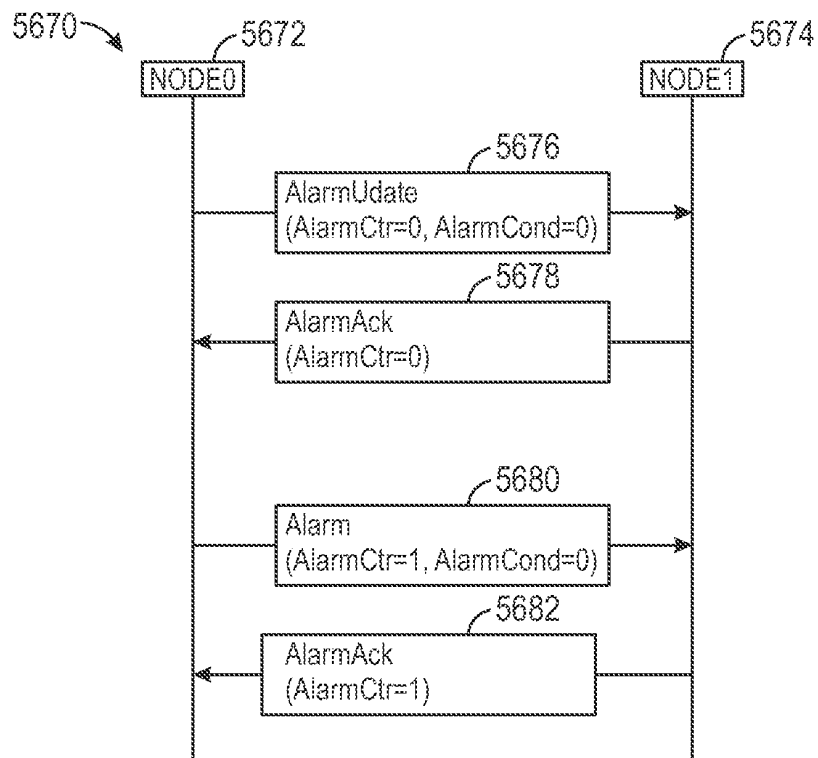 5670
5672
5674
NODE0
NODE1
5676
AlarmUdate
(AlarmCtr=0, AlarmCond=0)
5678
AlarmAck
(AlarmCtr=0)
5680
Alarm
(AlarmCtr=1, AlarmCond=0)
5682
AlarmAck
(AlarmCtr=1)